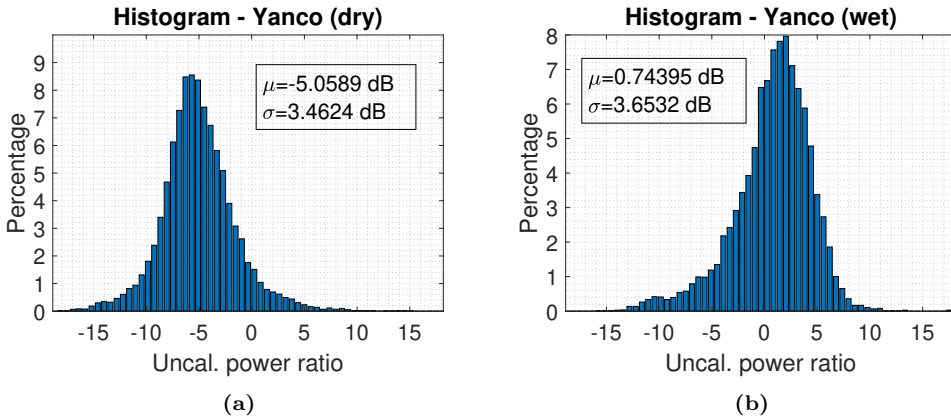 Histogram - Yanco (dry)
9
8
7
6
5
4
3
2
1
0
Percentage
μ=-5.0589 dB
σ=3.4624 dB
-15 -10 -5 0 5 10 15
Uncal. power ratio
(a)
Histogram - Yanco (wet)
8
7
6
5
4
3
2
1
0
Percentage
μ=0.74395 dB
σ=3.6532 dB
-15 -10 -5 0 5 10 15
Uncal. power ratio
(b)